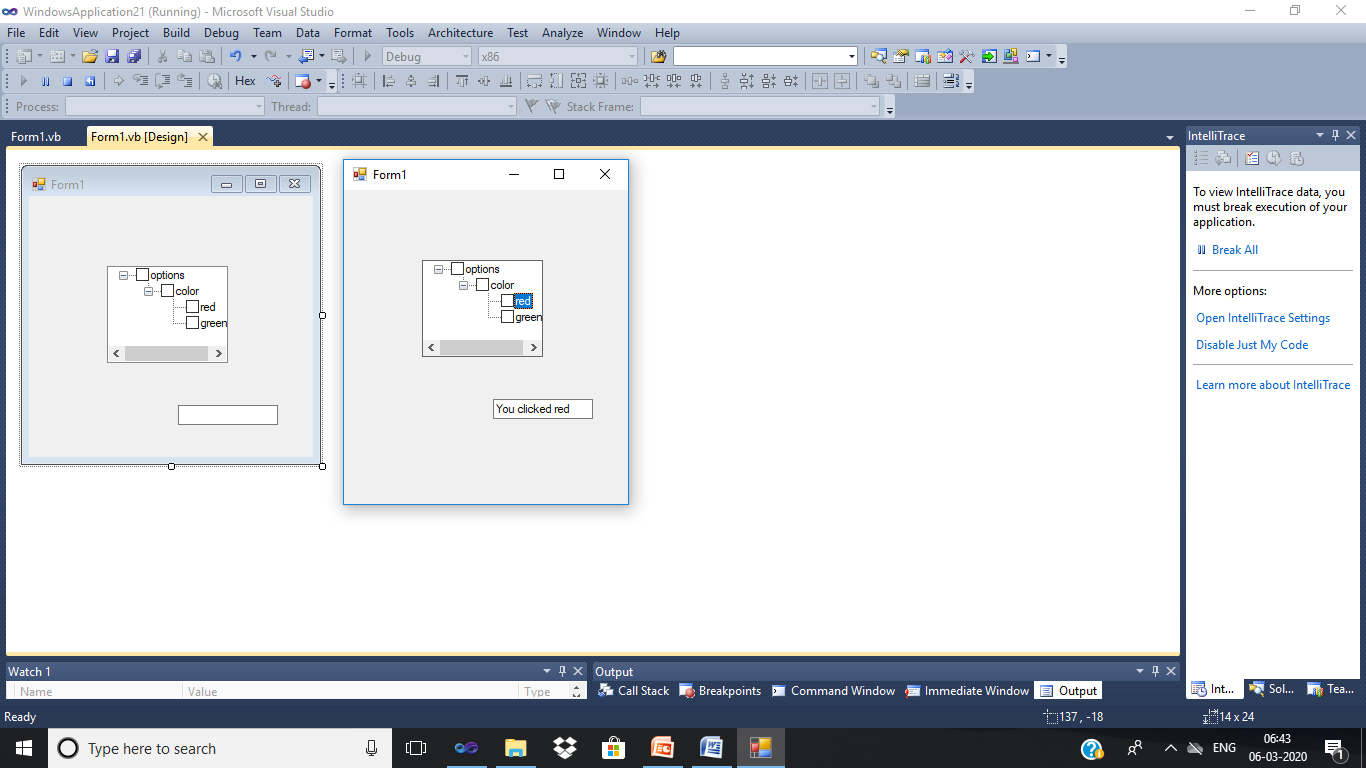 WindowsApplication21 (Running) - Microsoft Visual Studio
File Edit View Project Build Debug Team Data Format Tools Architecture Test Analyze Window Help
Debug x86
Hex
Process: Thread: Stack Frame:
Form1.vb Form1.vb [Design]
Form1
options
color
red
green
Form1
options
color
red
green
You clicked red
IntelliTrace
To view IntelliTrace data, you
must break execution of your
application.
Break All
More options:
Open IntelliTrace Settings
Disable Just My Code
Learn more about IntelliTrace
Int... Sol... Tea...
Watch 1
Name Value Type
Output
Call Stack Breakpoints Command Window Immediate Window Output
Ready 137 , -18 14 x 24
Type here to search
ENG
06:43
06-03-2020
1